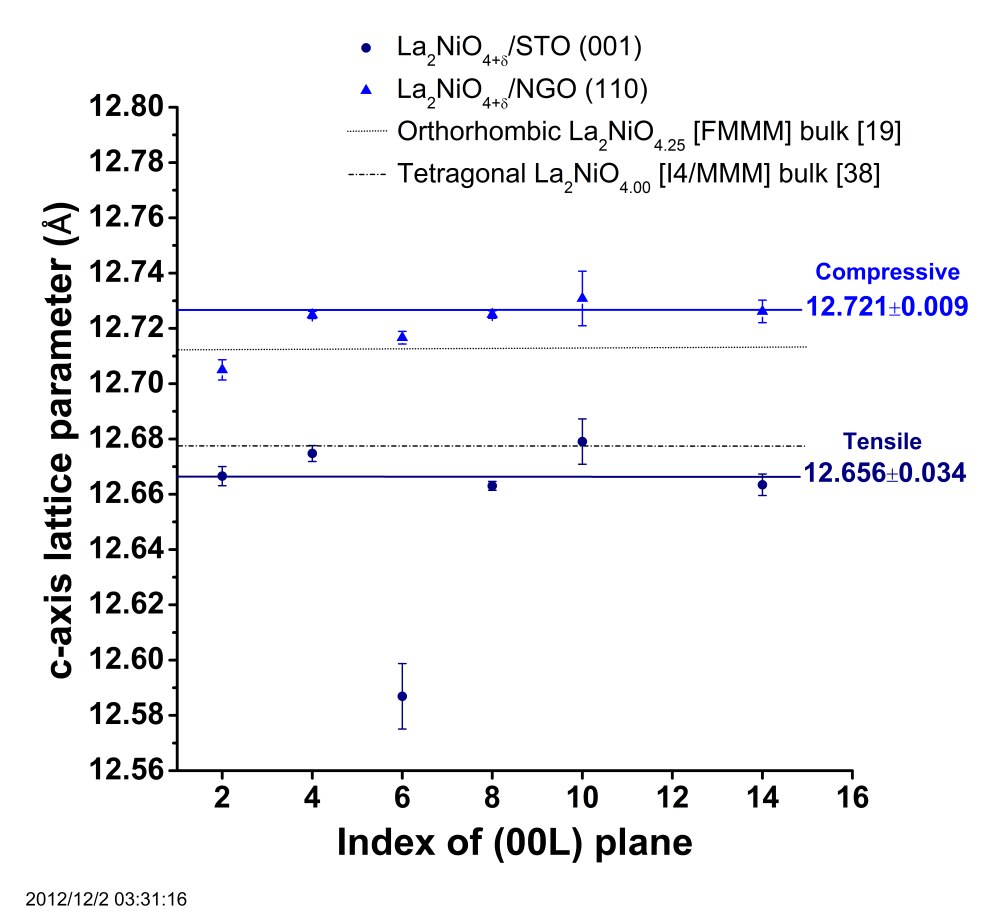 La₂NiO₄₊δ/STO (001)
La₂NiO₄₊δ/NGO (110)
Orthorhombic La₂NiO₄.₂₅ [FMMM] bulk [19]
Tetragonal La₂NiO₄.₀₀ [I4/MMM] bulk [38]
12.80
12.78
12.76
12.74
12.72
12.70
12.68
12.66
12.64
12.62
12.60
12.58
12.56
c-axis lattice parameter (Å)
Compressive
12.721±0.009
Tensile
12.656±0.034
2 4 6 8 10 12 14 16
Index of (00L) plane
2012/12/2 03:31:16